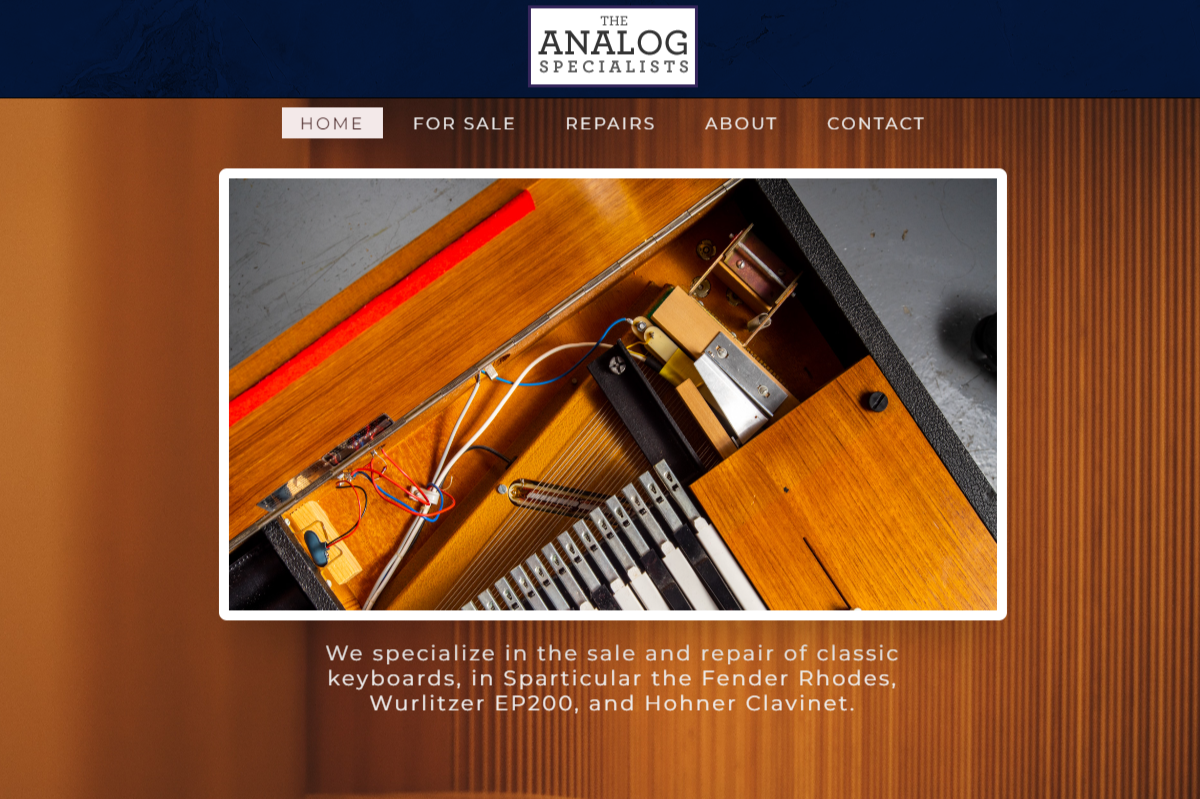 THE
ANALOG
SPECIALISTS
HOME FOR SALE REPAIRS ABOUT CONTACT
We specialize in the sale and repair of classic
keyboards, in Sparticular the Fender Rhodes,
Wurlitzer EP200, and Hohner Clavinet.